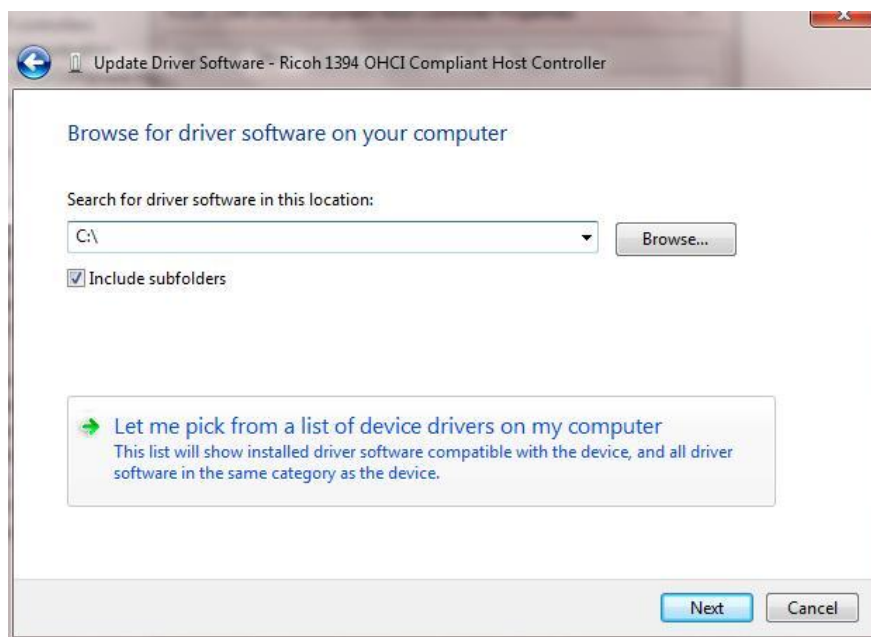 Update Driver Software - Ricoh 1394 OHCI Compliant Host Controller
Browse for driver software on your computer
Search for driver software in this location:
C:\
Browse...
Include subfolders
Let me pick from a list of device drivers on my computer
This list will show installed driver software compatible with the device, and all driver
software in the same category as the device.
Next
Cancel